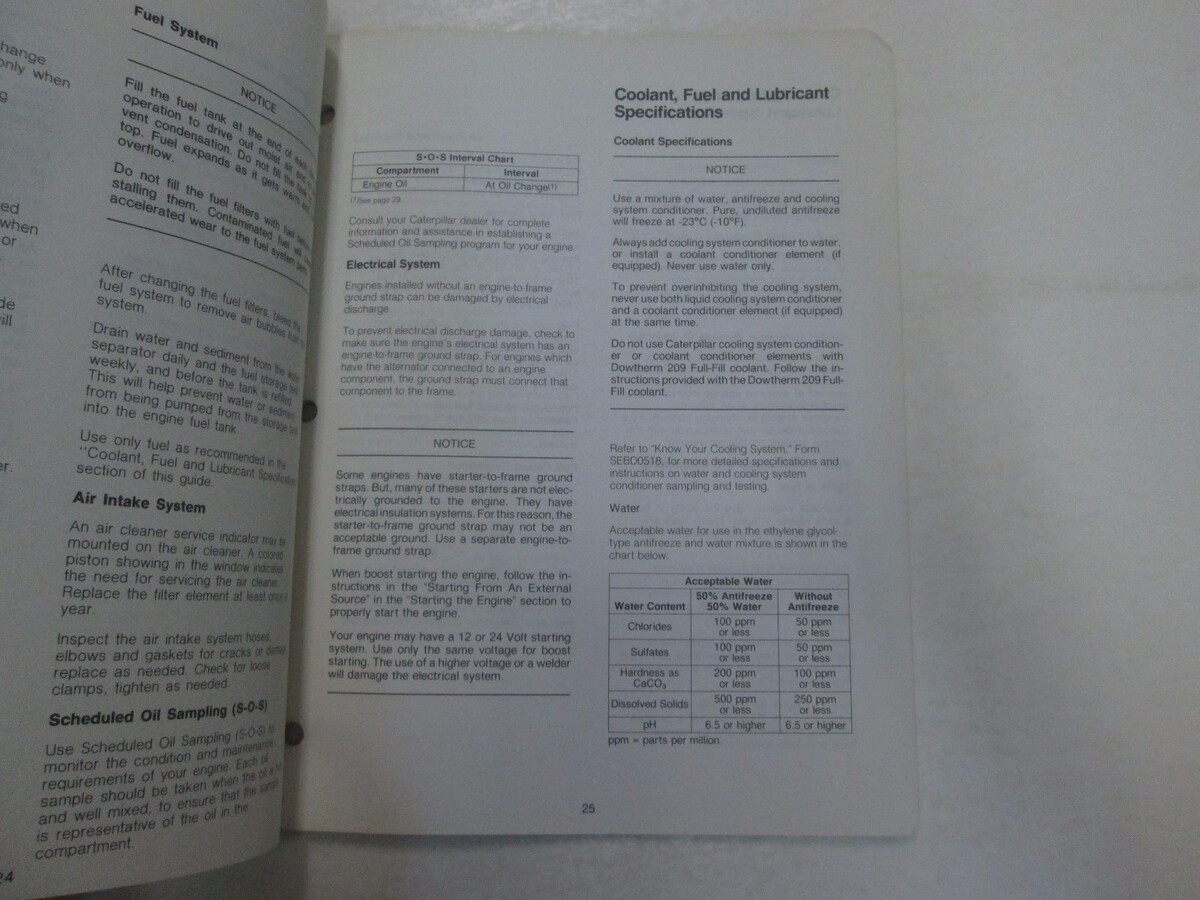 hange
only when
g
ed
when
or
de
ill
er.
Fuel System
NOTICE
Fill the fuel tank at the end of each
operation to drive out moist air and
vent condensation. Do not fill the
top. Fuel expands as it gets warm
overflow.
Do not fill the fuel filters with fuel
stalling them. Contaminated fuel will
accelerated wear to the fuel system parts.
After changing the fuel filters, bleed the
fuel system to remove air bubbles from
system.
Drain water and sediment from the water
separator daily and the fuel storage tank
weekly, and before the tank is refilled.
This will help prevent water or sediment
from being pumped from the storage tank
into the engine fuel tank.
Use only fuel as recommended in the
"Coolant, Fuel and Lubricant Specifications
section of this guide.
Air Intake System
An air cleaner service indicator may be
mounted on the air cleaner. A colored
piston showing in the window indicates
the need for servicing the air cleaner.
Replace the filter element at least once a
year.
Inspect the air intake system hoses,
elbows and gaskets for cracks or damage,
replace as needed. Check for loose
clamps, tighten as needed.
Scheduled Oil Sampling (S-O-S)
Use Scheduled Oil Sampling (S-O-S) to
monitor the condition and maintenance
requirements of your engine. Each oil
sample should be taken when the oil is hot
and well mixed, to ensure that the sample
is representative of the oil in the
compartment.
24
S•O•S Interval Chart
Compartment Interval
Engine Oil At Oil Change(1)
(1)See page 29.
Consult your Caterpillar dealer for complete
information and assistance in establishing a
Scheduled Oil Sampling program for your engine.
Electrical System
Engines installed without an engine-to-frame
ground strap can be damaged by electrical
discharge.
To prevent electrical discharge damage, check to
make sure the engine's electrical system has an
engine-to-frame ground strap. For engines which
have the alternator connected to an engine
component, the ground strap must connect that
component to the frame.
NOTICE
Some engines have starter-to-frame ground
straps. But, many of these starters are not elec-
trically grounded to the engine. They have
electrical insulation systems. For this reason, the
starter-to-frame ground strap may not be an
acceptable ground. Use a separate engine-to-
frame ground strap.
When boost starting the engine, follow the in-
structions in the "Starting From An External
Source" in the "Starting the Engine" section to
properly start the engine.
Your engine may have a 12 or 24 Volt starting
system. Use only the same voltage for boost
starting. The use of a higher voltage or a welder
will damage the electrical system.
Coolant, Fuel and Lubricant
Specifications
Coolant Specifications
NOTICE
Use a mixture of water, antifreeze and cooling
system conditioner. Pure, undiluted antifreeze
will freeze at -23°C (-10°F).
Always add cooling system conditioner to water,
or install a coolant conditioner element (if
equipped). Never use water only.
To prevent overinhibiting the cooling system,
never use both liquid cooling system conditioner
and a coolant conditioner element (if equipped)
at the same time.
Do not use Caterpillar cooling system condition-
er or coolant conditioner elements with
Dowtherm 209 Full-Fill coolant. Follow the in-
structions provided with the Dowtherm 209 Full-
Fill coolant.
Refer to "Know Your Cooling System," Form
SEBD0518, for more detailed specifications and
instructions on water and cooling system
conditioner sampling and testing.
Water
Acceptable water for use in the ethylene glycol-
type antifreeze and water mixture is shown in the
chart below:
Acceptable Water
Water Content 50% Antifreeze 50% Water Without Antifreeze
Chlorides 100 ppm or less 50 ppm or less
Sulfates 100 ppm or less 50 ppm or less
Hardness as CaCO3 200 ppm or less 100 ppm or less
Dissolved Solids 500 ppm or less 250 ppm or less
pH 6.5 or higher 6.5 or higher
ppm = parts per million
25